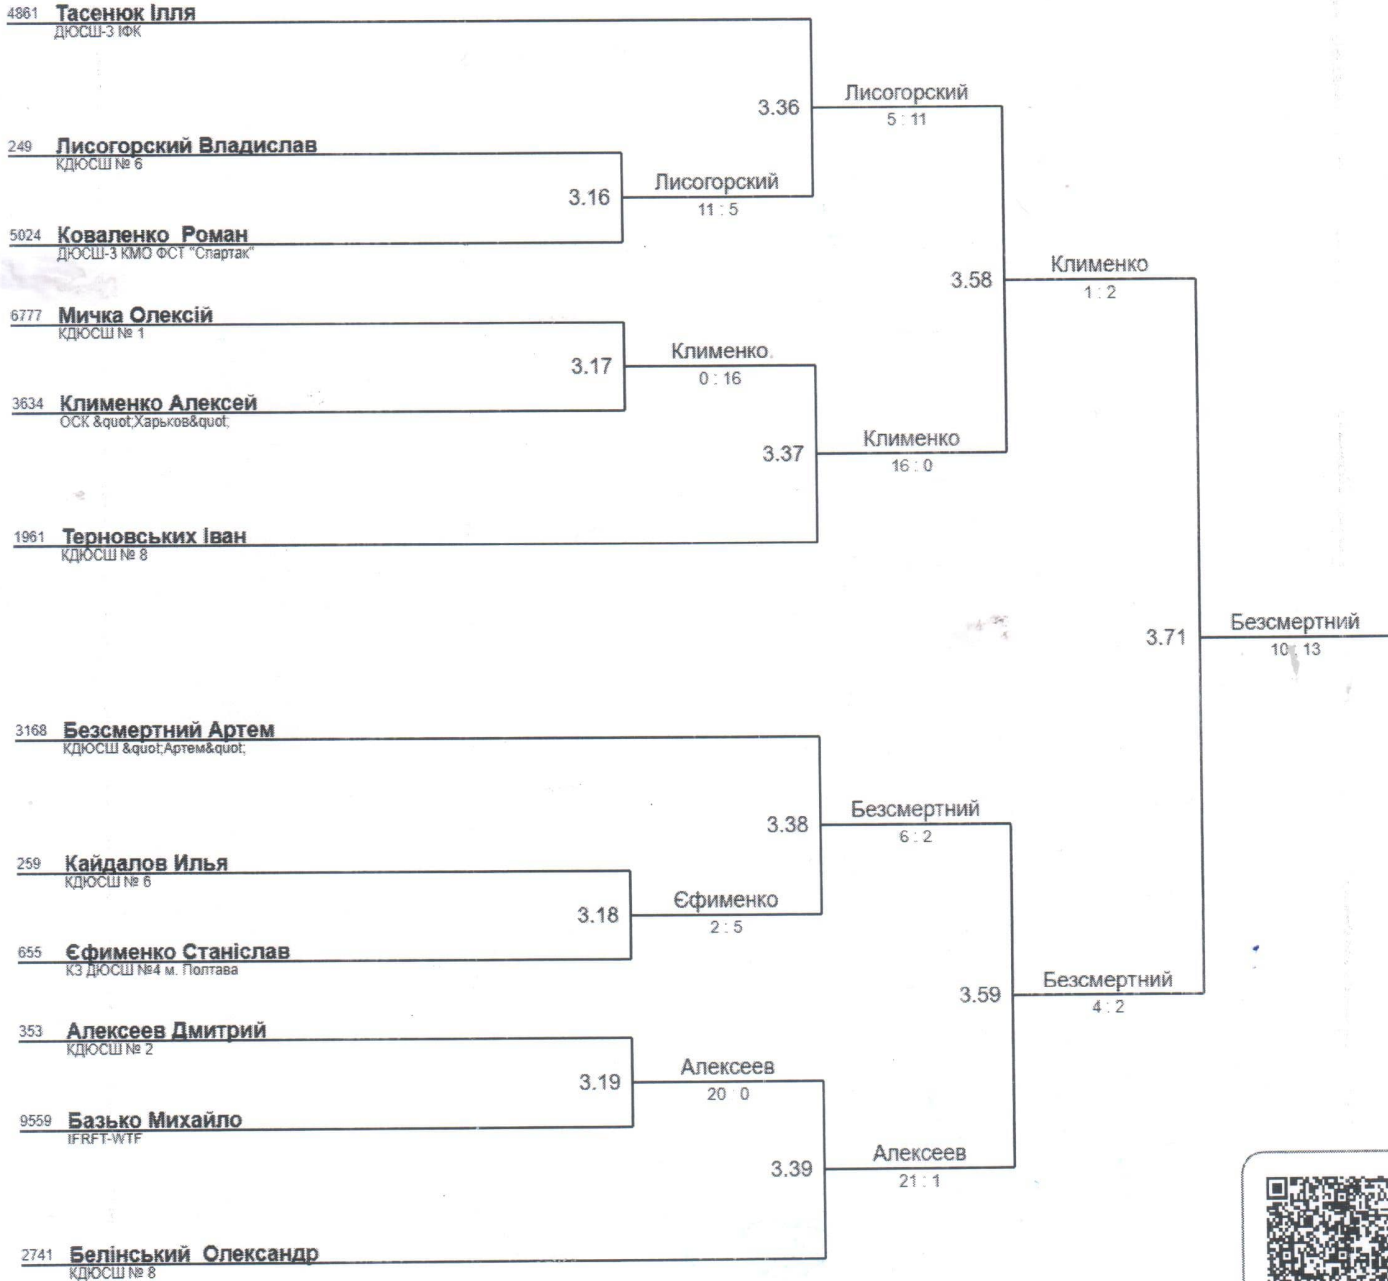 4861 Тасенюк Ілля
ДЮСШ-3 ІФК
3.36
Лисогорский
5 : 11
249 Лисогорский Владислав
КДЮСШ № 6
3.16
Лисогорский
11 : 5
5024 Коваленко Роман
ДЮСШ-3 КМО ФСТ "Спартак"
3.58
Клименко
1 : 2
6777 Мичка Олексій
КДЮСШ № 1
3.17
Клименко
0 : 16
3634 Клименко Алексей
ОСК &quot;Харьков&quot;
3.37
Клименко
16 : 0
1961 Терновських Іван
КДЮСШ № 8
3.71
Безсмертний
10 : 13
3168 Безсмертний Артем
КДЮСШ &quot;Артем&quot;
3.38
Безсмертний
6 : 2
259 Кайдалов Илья
КДЮСШ № 6
3.18
Єфименко
2 : 5
655 Єфименко Станіслав
КЗ ДЮСШ №4 м. Полтава
3.59
Безсмертний
4 : 2
353 Алексеев Дмитрий
КДЮСШ № 2
3.19
Алексеев
20 : 0
9559 Базько Михайло
IFRFT-WTF
3.39
Алексеев
21 : 1
2741 Белінський Олександр
КДЮСШ № 8